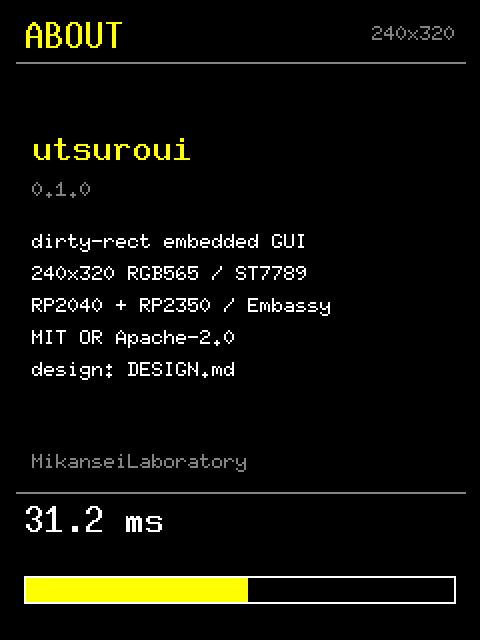 ABOUT 240x320
utsuroui
0.1.0
dirty-rect embedded GUI
240x320 RGB565 / ST7789
RP2040 + RP2350 / Embassy
MIT OR Apache-2.0
design: DESIGN.md
MikanseiLaboratory
31.2 ms